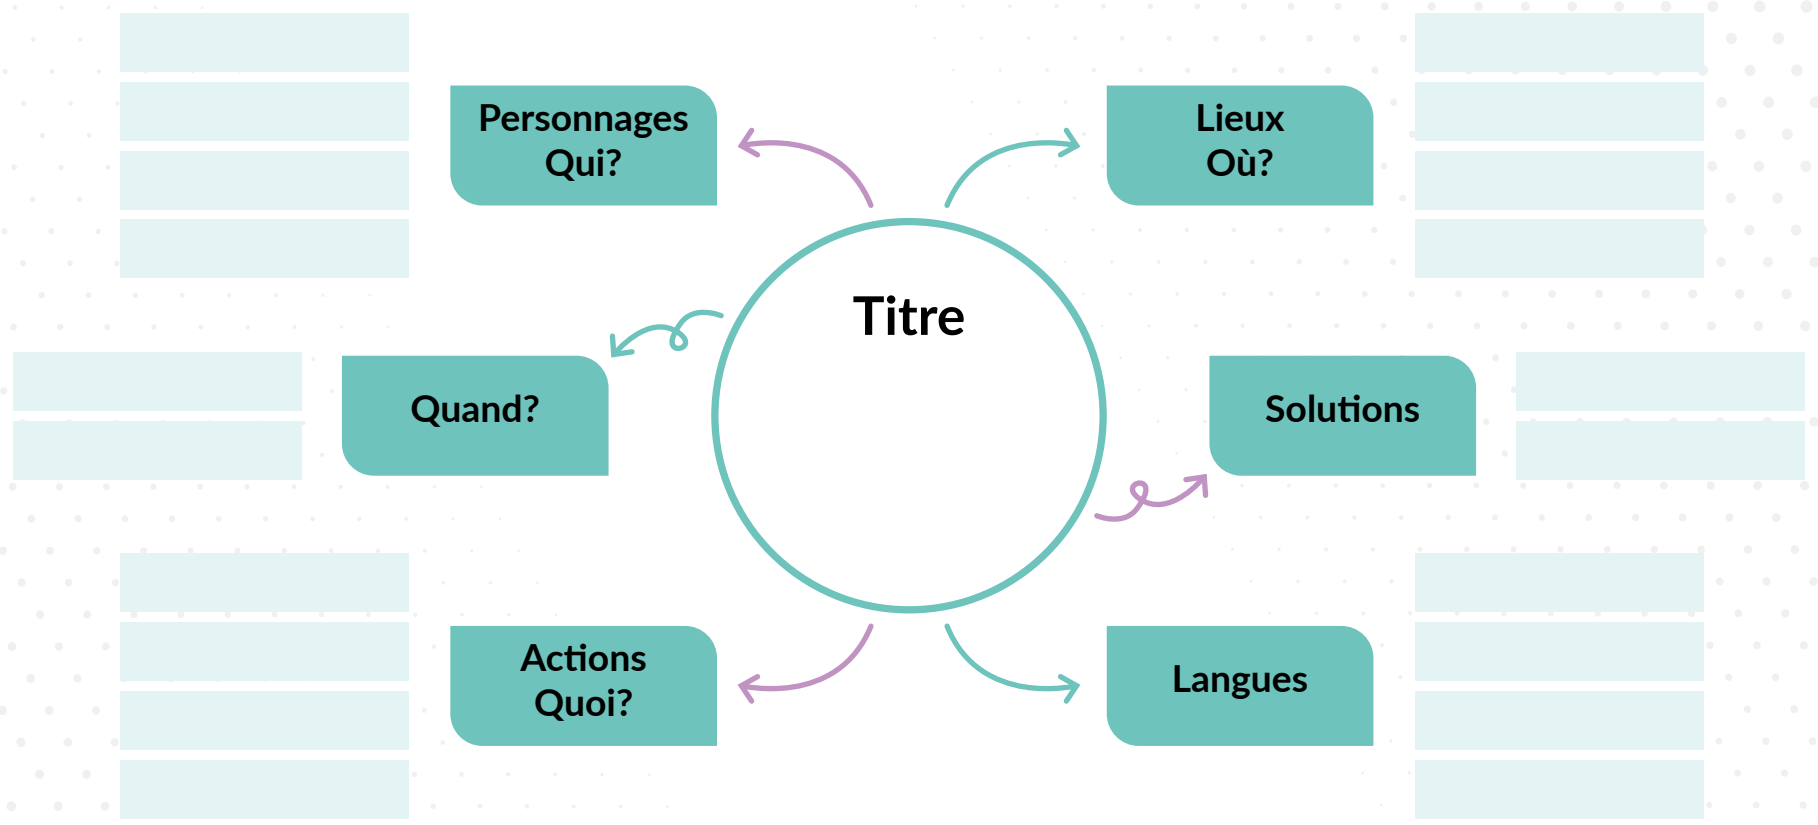 Personnages
Qui?
Lieux
Où?
Titre
Quand?
Solutions
Actions
Quoi?
Langues